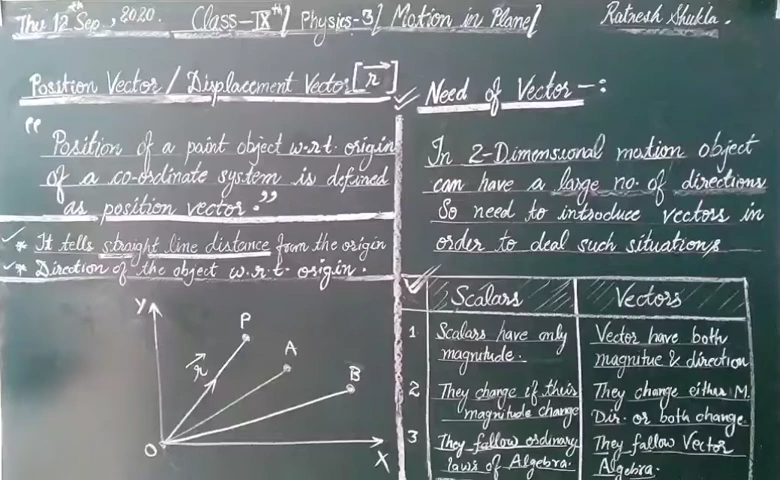 Thu 12th Sep, 2020. Class-IXth/ Physics-3/ Motion in Plane/ Ratnesh Shukla.
Position Vector / Displacement Vector [r]
"Position of a point object w.r.t. origin
of a co-ordinate system is defined
as position vector."
* It tells straight line distance from the origin
* Direction of the object w.r.t. origin.
Y
P
A
r
B
O
X
Need of Vector -:
In 2-Dimensional motion object
can have a large no. of directions
So need to introduce vectors in
order to deal such situations
Scalars Vectors
1 Scalars have only magnitude. Vector have both magnitue & direction
2 They change if their magnitude change They change either M. Dir. or both change.
3 They fallow ordinary laws of Algebra. They fallow Vector Algebra.